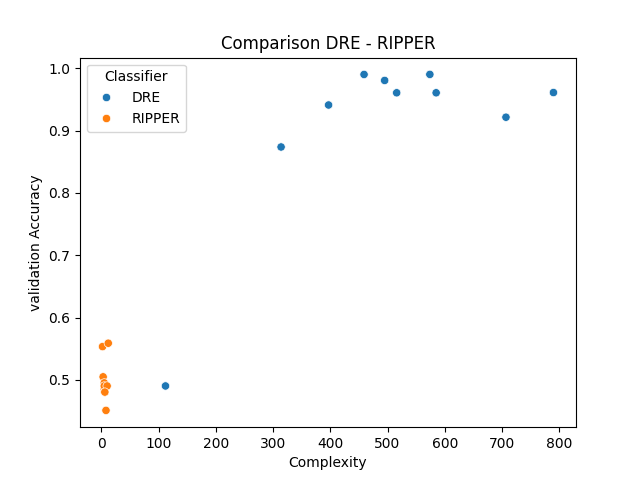 Comparison DRE - RIPPER
Classifier
DRE
RIPPER
validation Accuracy
1.0
0.9
0.8
0.7
0.6
0.5
0 100 200 300 400 500 600 700 800
Complexity